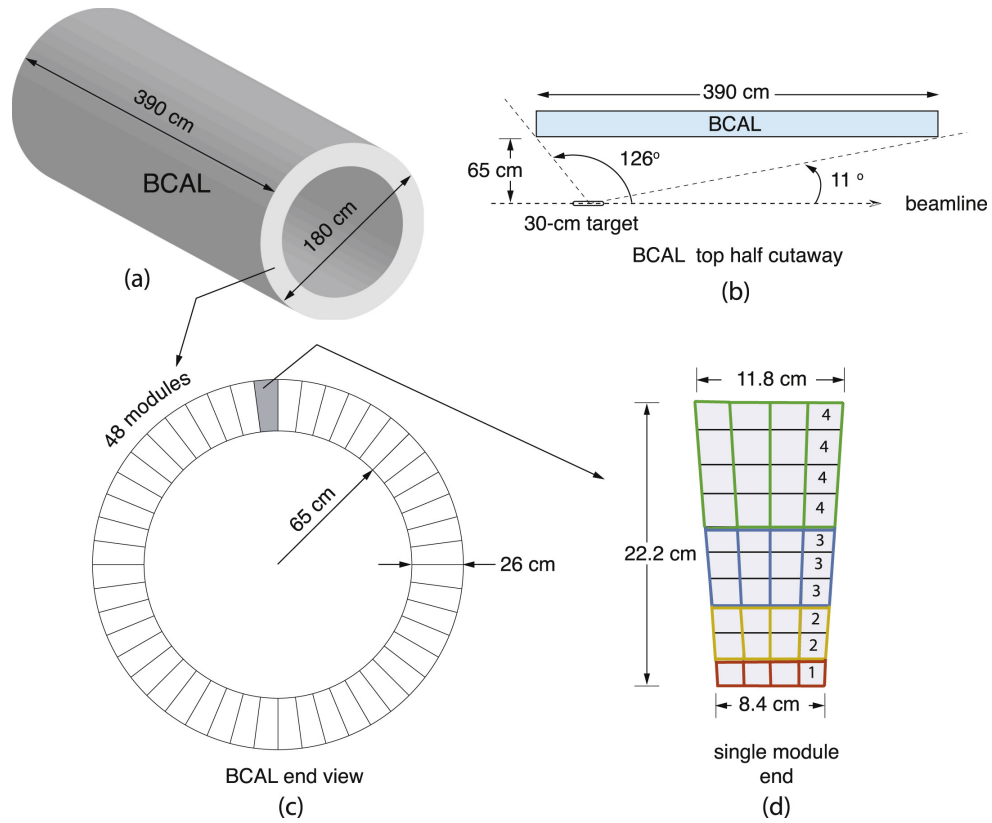 390 cm
BCAL
180 cm
(a)
390 cm
BCAL
65 cm
126º
11 º
beamline
30-cm target
BCAL top half cutaway
(b)
48 modules
65 cm
26 cm
BCAL end view
(c)
11.8 cm
4
4
4
4
22.2 cm
3
3
3
2
2
1
8.4 cm
single module
end
(d)